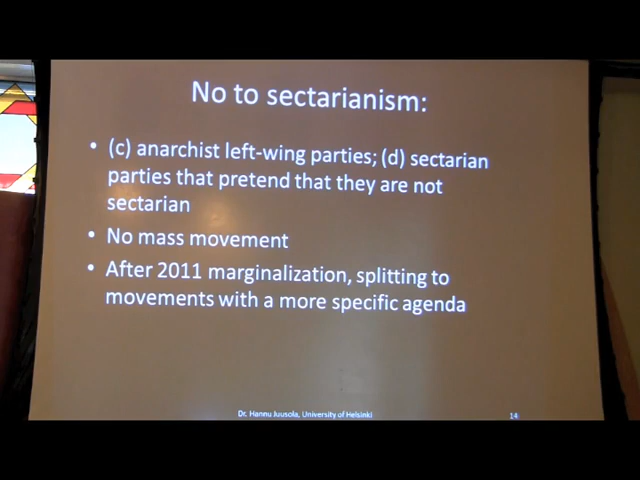 No to sectarianism:
• (c) anarchist left-wing parties; (d) sectarian
parties that pretend that they are not
sectarian
• No mass movement
• After 2011 marginalization, splitting to
movements with a more specific agenda
Dr. Hannu Juusola, University of Helsinki
14